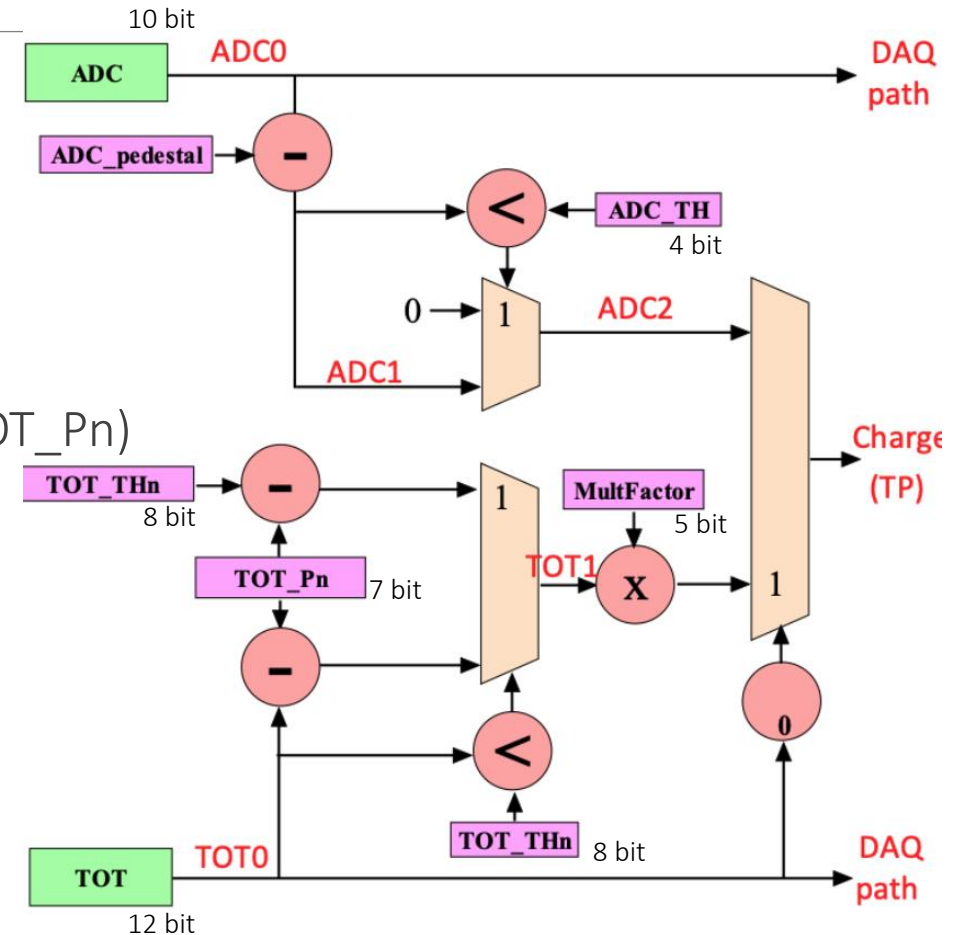 10 bit
ADC
ADC0
DAQ
path
ADC_pedestal
-
<
ADC_TH
4 bit
0
1
ADC2
ADC1
OT_Pn)
Charge
(TP)
TOT_THn
8 bit
-
1
MultFactor
5 bit
TOT_Pn
7 bit
TOT1
X
1
-
<
0
TOT_THn
8 bit
TOT0
TOT
DAQ
path
12 bit